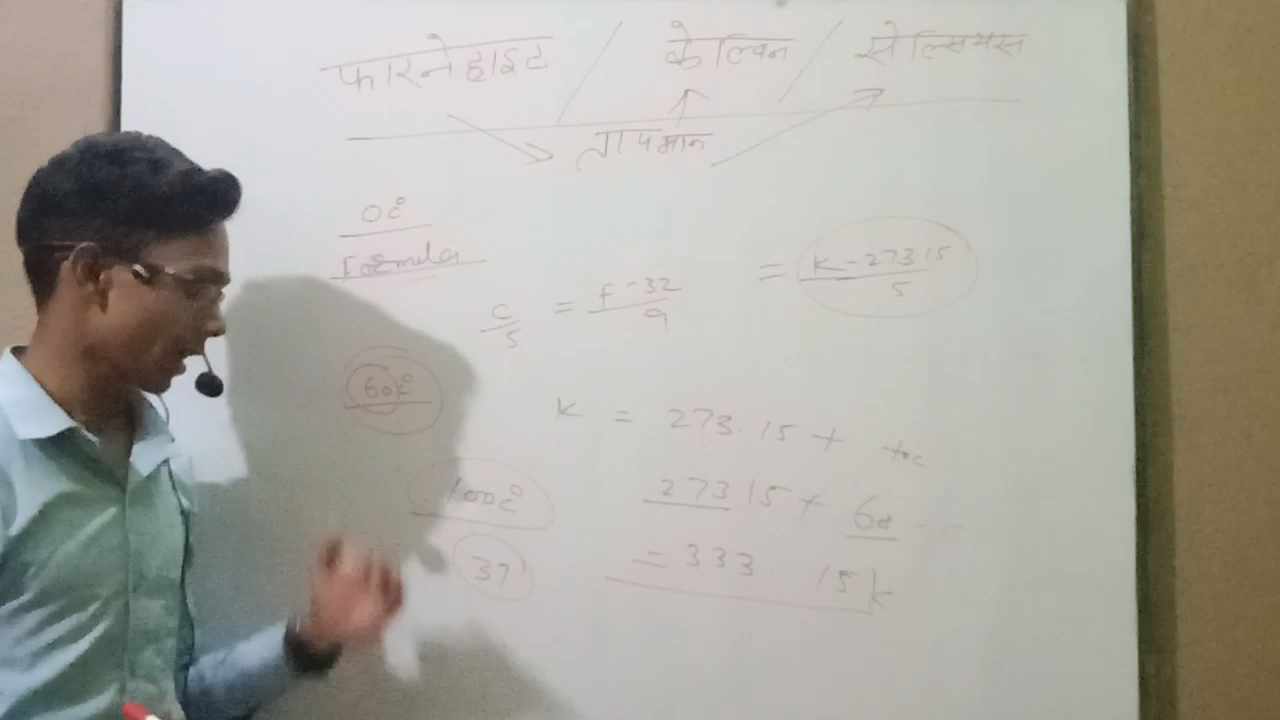 फारनेहाइट / केल्विन / सेल्सियस
तापमान
0c°
Formula
c/5 = f-32/9 = K-273.15/5
60c°
K = 273.15 + t°c
100c°
273.15 + 60
37
= 333.15k